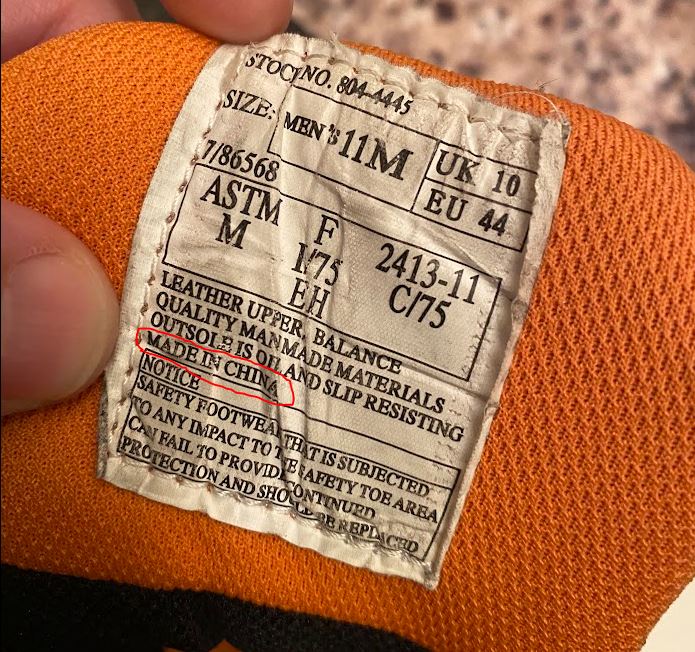 STOCK NO. 804-4445
SIZE: MEN'S 11M UK 10
EU 44
7/86568
ASTM F 2413-11
M I/75 C/75
EH
LEATHER UPPER, BALANCE
QUALITY MANMADE MATERIALS
OUTSOLE IS OIL AND SLIP RESISTING
MADE IN CHINA
NOTICE
SAFETY FOOTWEAR THAT IS SUBJECTED
TO ANY IMPACT TO THE SAFETY TOE AREA
CAN FAIL TO PROVIDE CONTINUED
PROTECTION AND SHOULD BE REPLACED